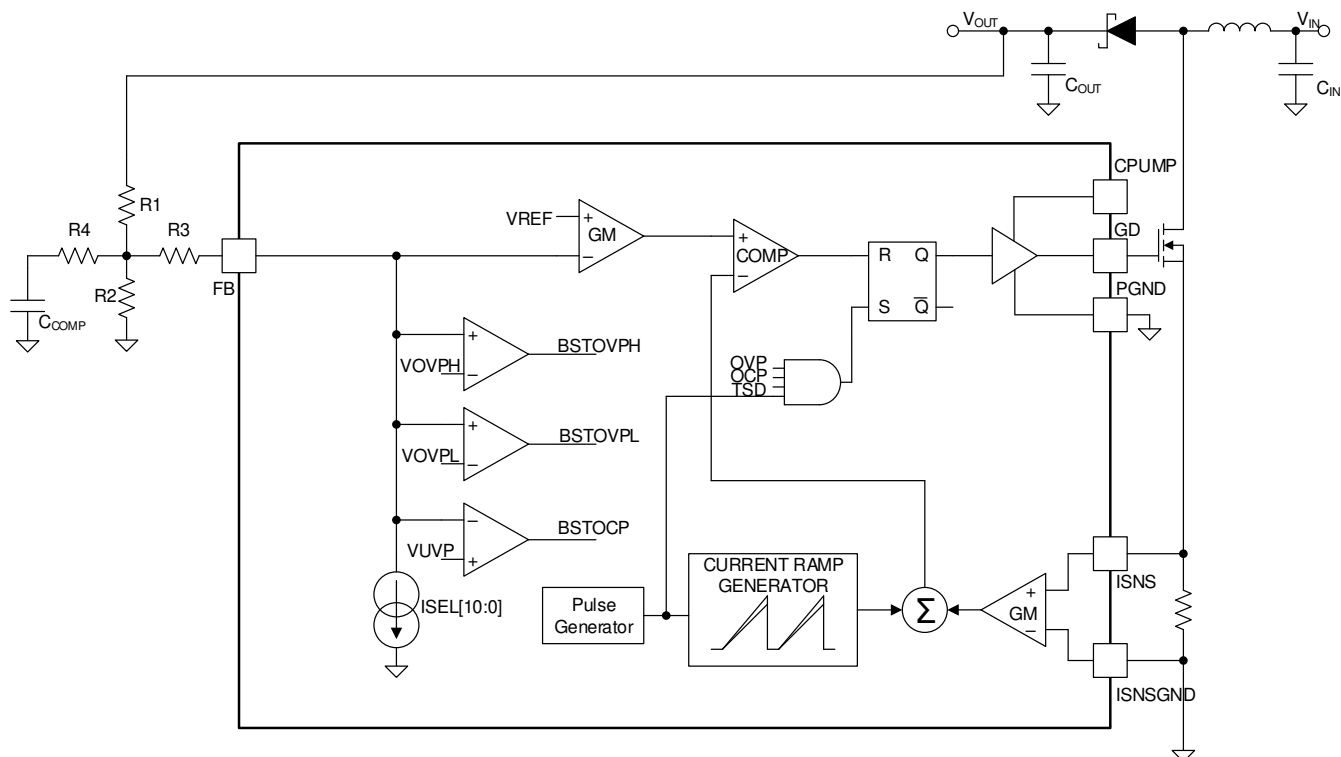 VOUT
VIN
COUT
CIN
CPUMP
R1
R4
R3
VREF
+
GM
−
+
COMP
−
R
Q
S
Q̅
GD
FB
R2
CCOMP
PGND
+
VOVPH
−
BSTOVPH
OVP
OCP
TSD
+
VOVPL
−
BSTOVPL
−
VUVP
+
BSTOCP
ISEL[10:0]
Pulse
Generator
CURRENT RAMP
GENERATOR
Σ
+
GM
−
ISNS
ISNSGND